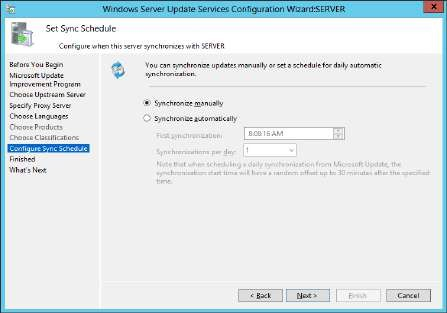 Windows Server Update Services Configuration Wizard:SERVER
Set Sync Schedule
Configure when this server synchronizes with SERVER
Before You Begin
Microsoft Update
Improvement Program
Choose Upstream Server
Specify Proxy Server
Choose Languages
Choose Products
Choose Classifications
Configure Sync Schedule
Finished
What's Next
You can synchronize updates manually or set a schedule for daily automatic
synchronization.
Synchronize manually
Synchronize automatically
First synchronization:
8:09:16 AM
Synchronizations per day:
1
Note that when scheduling a daily synchronization from Microsoft Update, the
synchronization start time will have a random offset up to 30 minutes after the specified
time.
< Back
Next >
Finish
Cancel